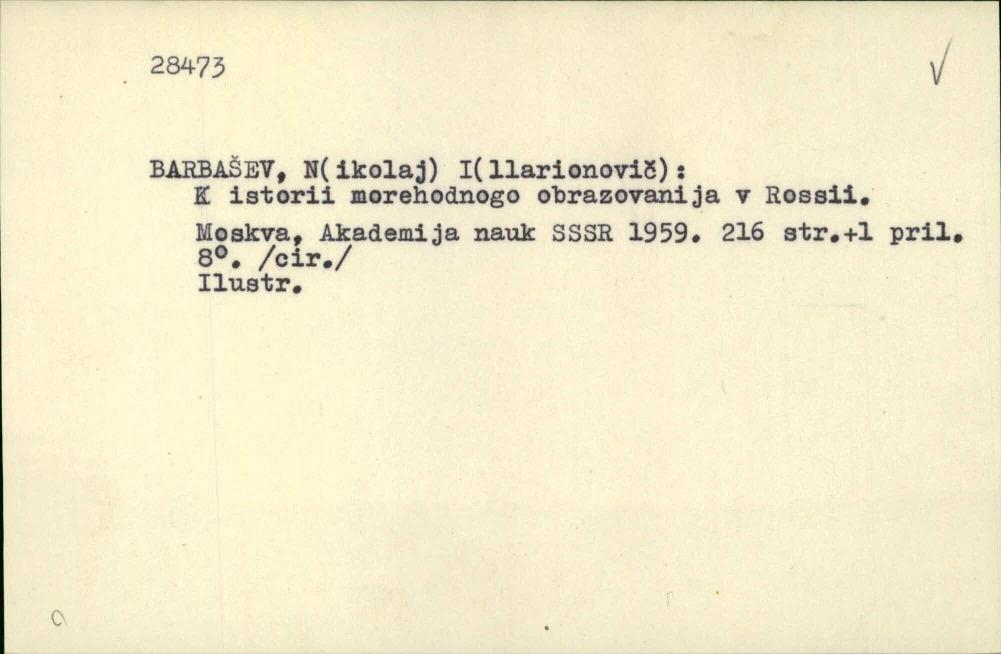 28473
BARBAŠEV, N(ikolaj) I(llarionovič):
K istorii morehodnogo obrazovanija v Rossii.
Moskva, Akademija nauk SSSR 1959. 216 str.+1 pril.
8º. /cir./
Ilustr.